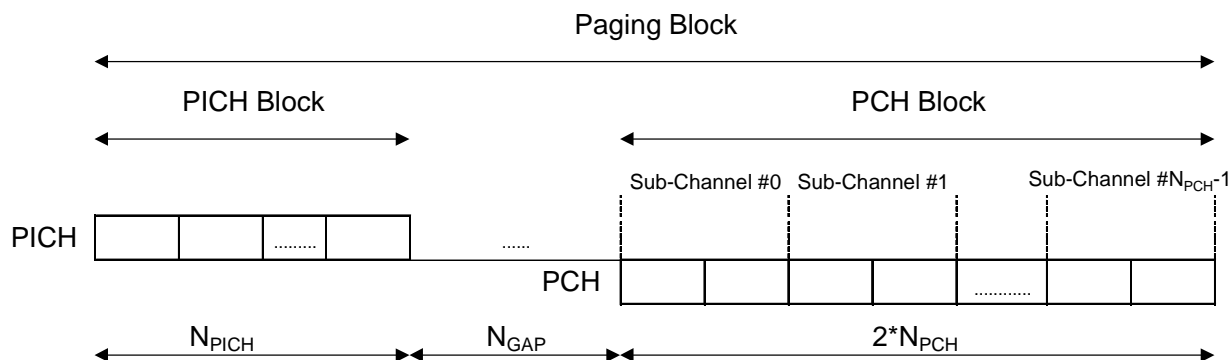 Paging Block
PICH Block PCH Block
Sub-Channel #0 Sub-Channel #1 Sub-Channel #N_PCH-1
PICH ......... ......
PCH ............
N_PICH N_GAP 2*N_PCH